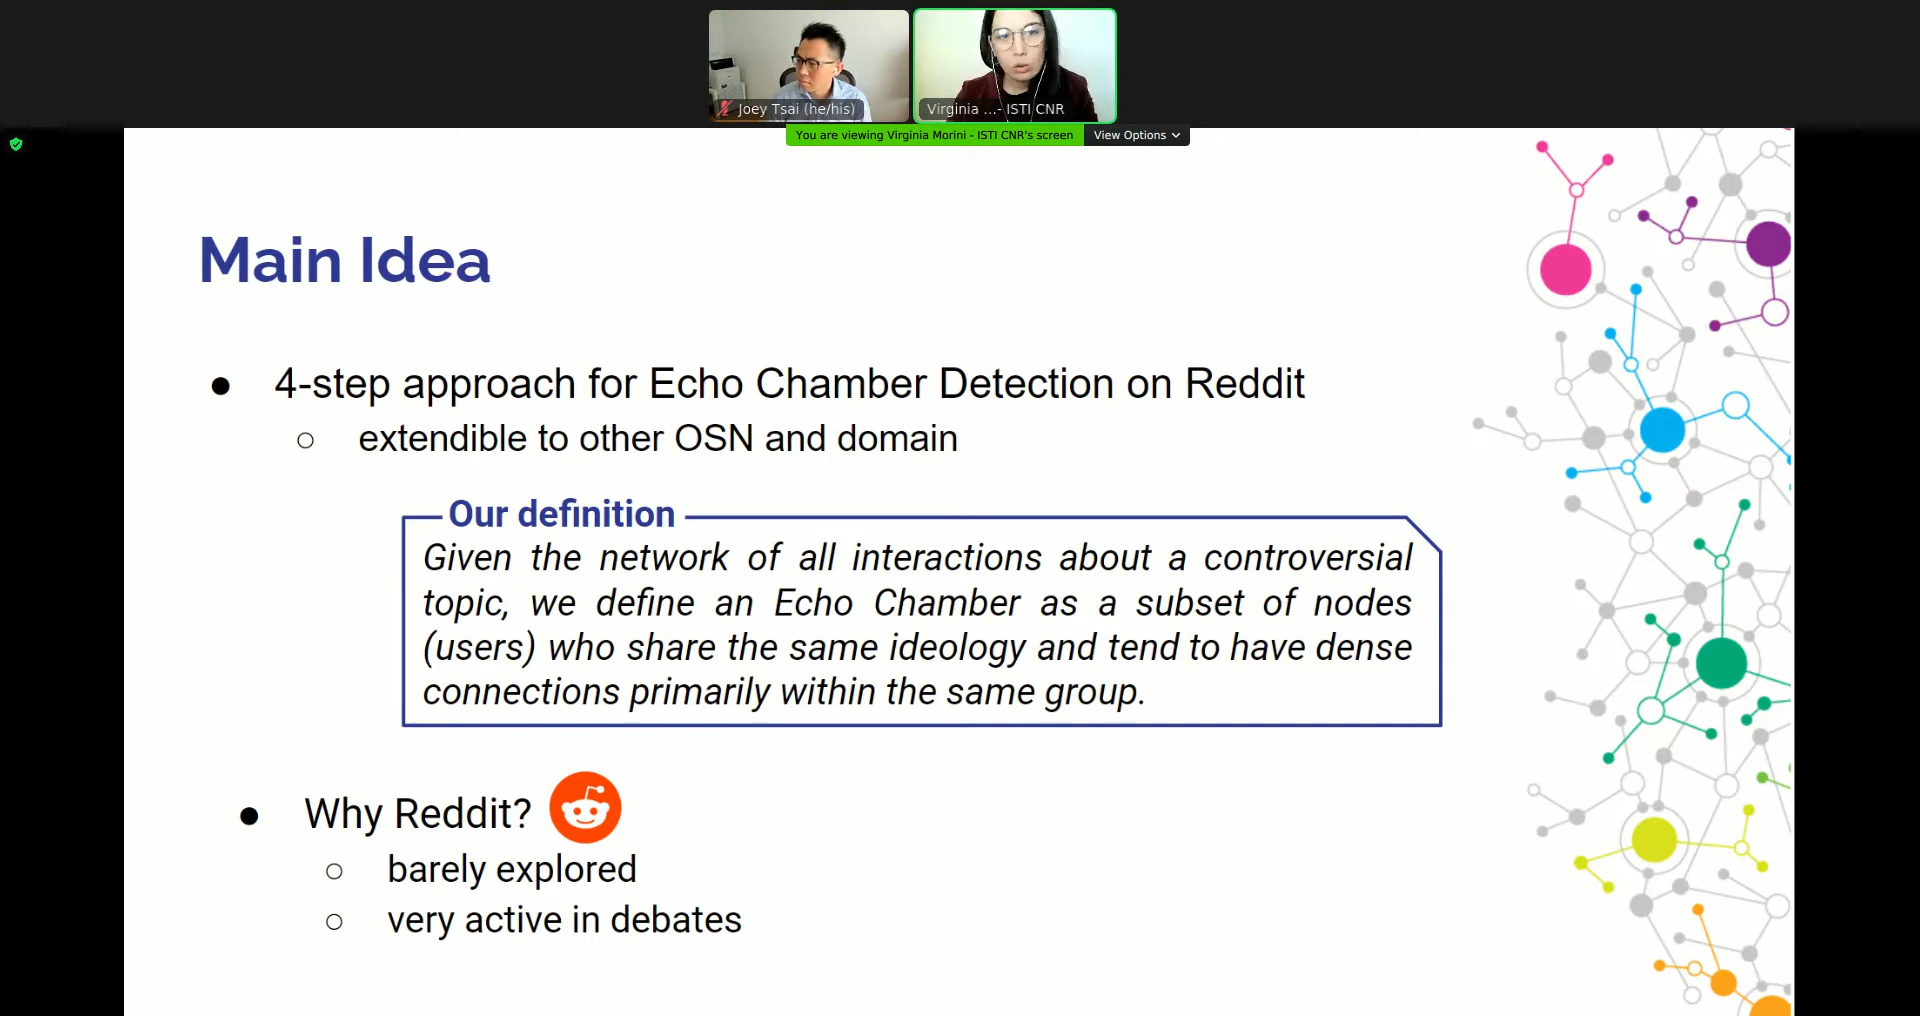 Joey Tsai (he/his)
Virginia ...- ISTI CNR
You are viewing Virginia Morini - ISTI CNR's screen
View Options
Main Idea
● 4-step approach for Echo Chamber Detection on Reddit
○ extendible to other OSN and domain
Our definition
Given the network of all interactions about a controversial
topic, we define an Echo Chamber as a subset of nodes
(users) who share the same ideology and tend to have dense
connections primarily within the same group.
● Why Reddit?
○ barely explored
○ very active in debates